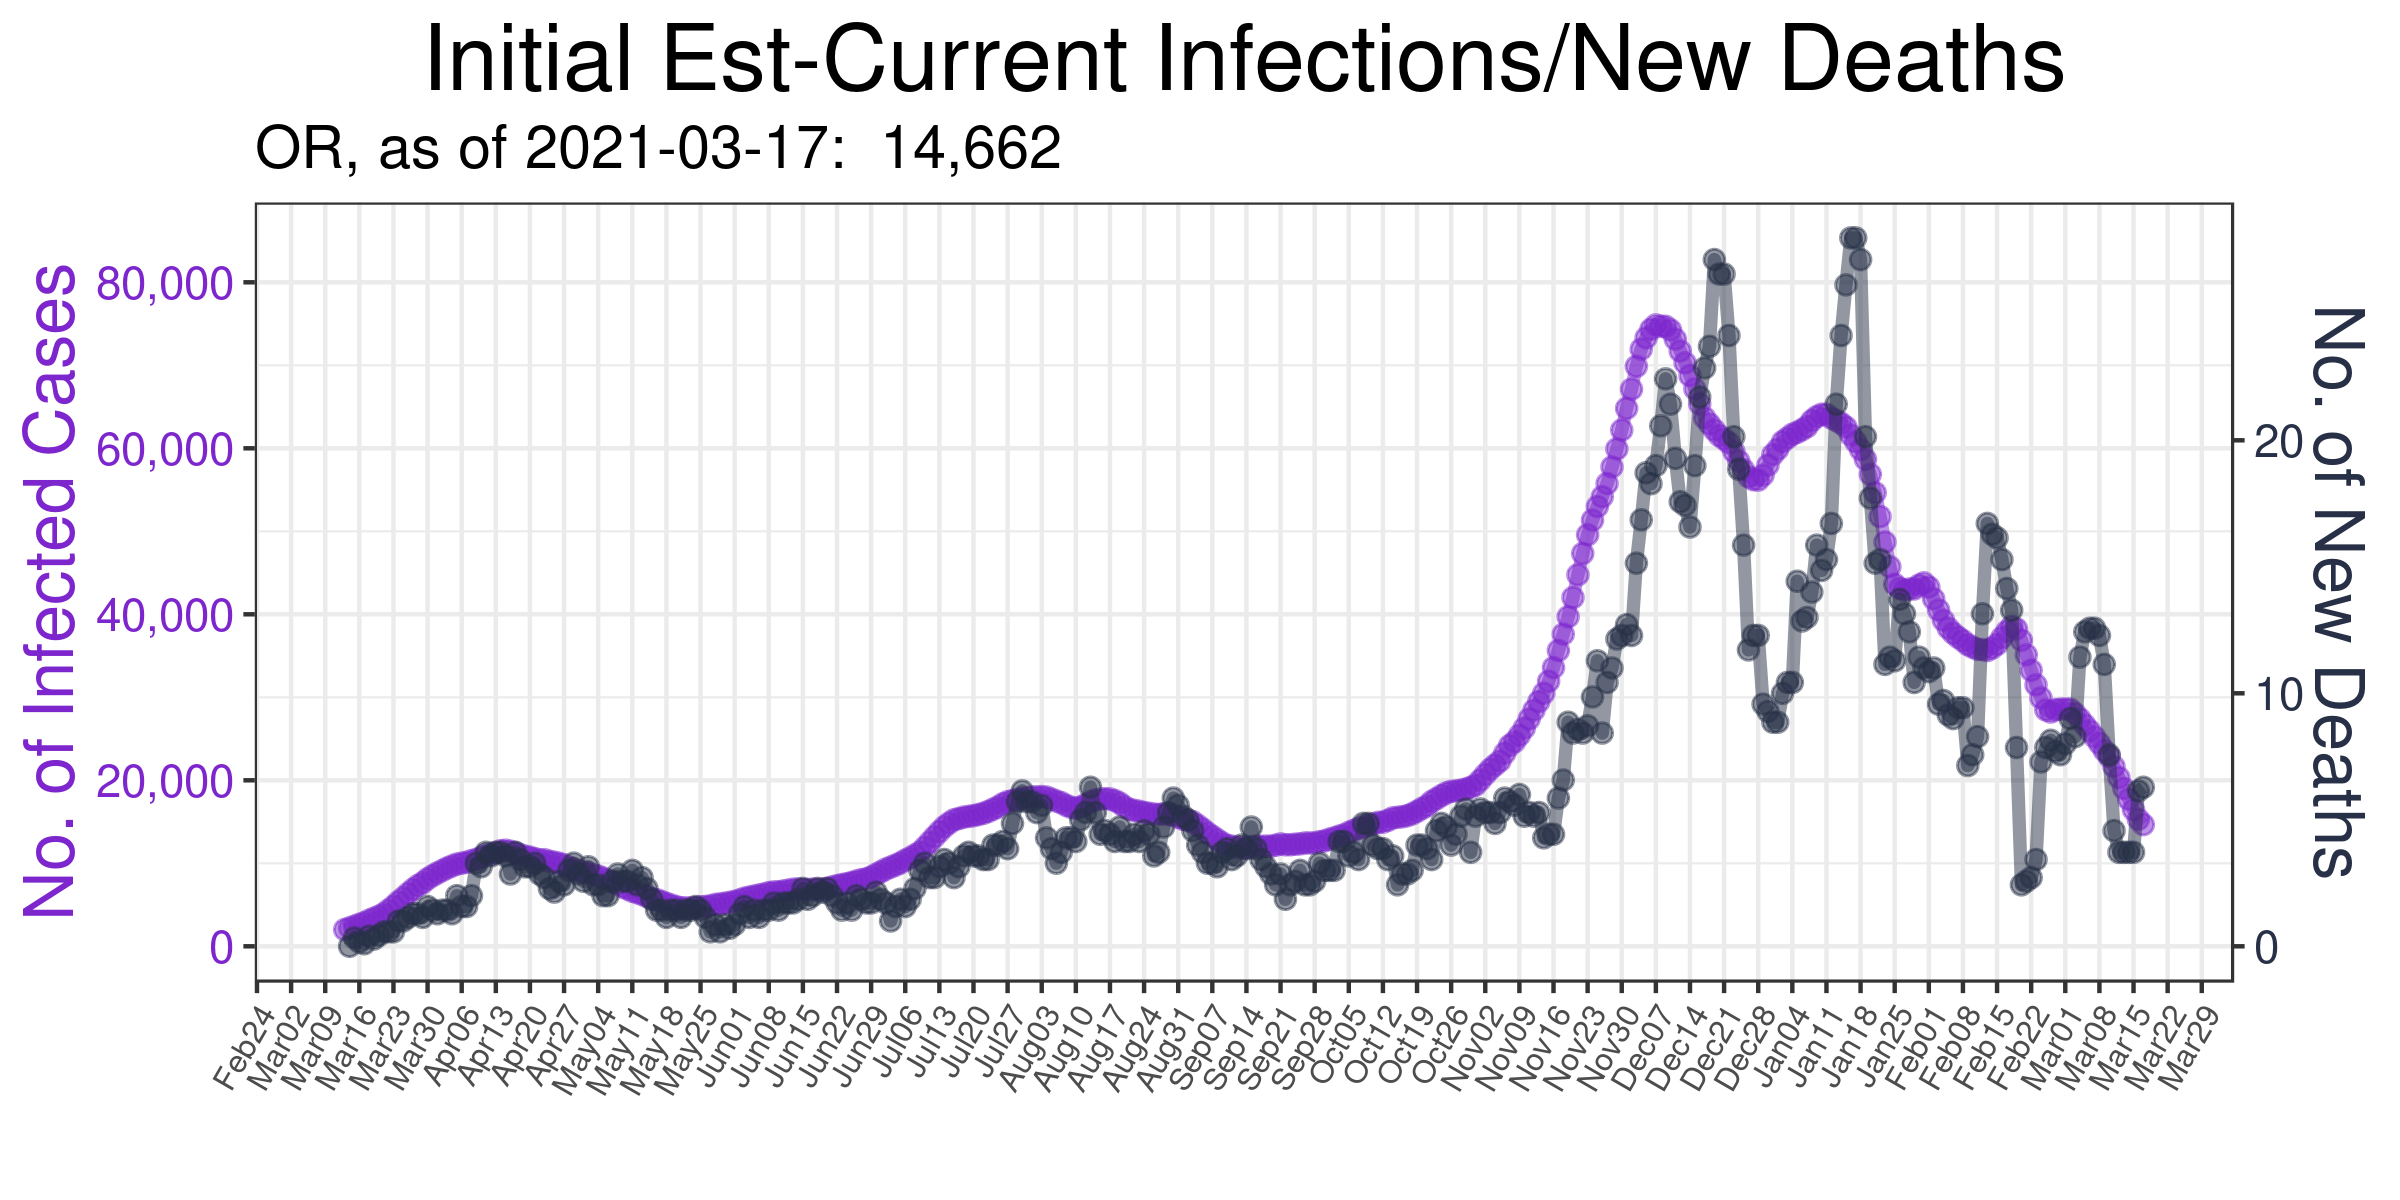 Initial Est-Current Infections/New Deaths
OR, as of 2021-03-17:  14,662
No. of Infected Cases
80,000
60,000
40,000
20,000
0
No. of New Deaths
20
10
0
Feb24
Mar02
Mar09
Mar16
Mar23
Mar30
Apr06
Apr13
Apr20
Apr27
May04
May11
May18
May25
Jun01
Jun08
Jun15
Jun22
Jun29
Jul06
Jul13
Jul20
Jul27
Aug03
Aug10
Aug17
Aug24
Aug31
Sep07
Sep14
Sep21
Sep28
Oct05
Oct12
Oct19
Oct26
Nov02
Nov09
Nov16
Nov23
Nov30
Dec07
Dec14
Dec21
Dec28
Jan04
Jan11
Jan18
Jan25
Feb01
Feb08
Feb15
Feb22
Mar01
Mar08
Mar15
Mar22
Mar29